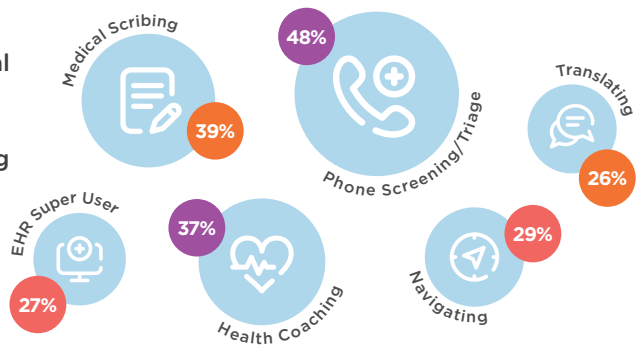 Medical Scribing
39%
48%
Phone Screening/Triage
Translating
26%
EHR Super User
27%
37%
Health Coaching
29%
Navigating